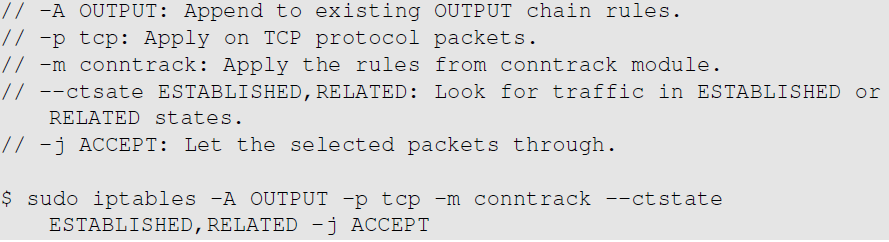 // -A OUTPUT: Append to existing OUTPUT chain rules.
// -p tcp: Apply on TCP protocol packets.
// -m conntrack: Apply the rules from conntrack module.
// --ctsate ESTABLISHED,RELATED: Look for traffic in ESTABLISHED or
RELATED states.
// -j ACCEPT: Let the selected packets through.
$ sudo iptables -A OUTPUT -p tcp -m conntrack --ctstate
ESTABLISHED,RELATED -j ACCEPT